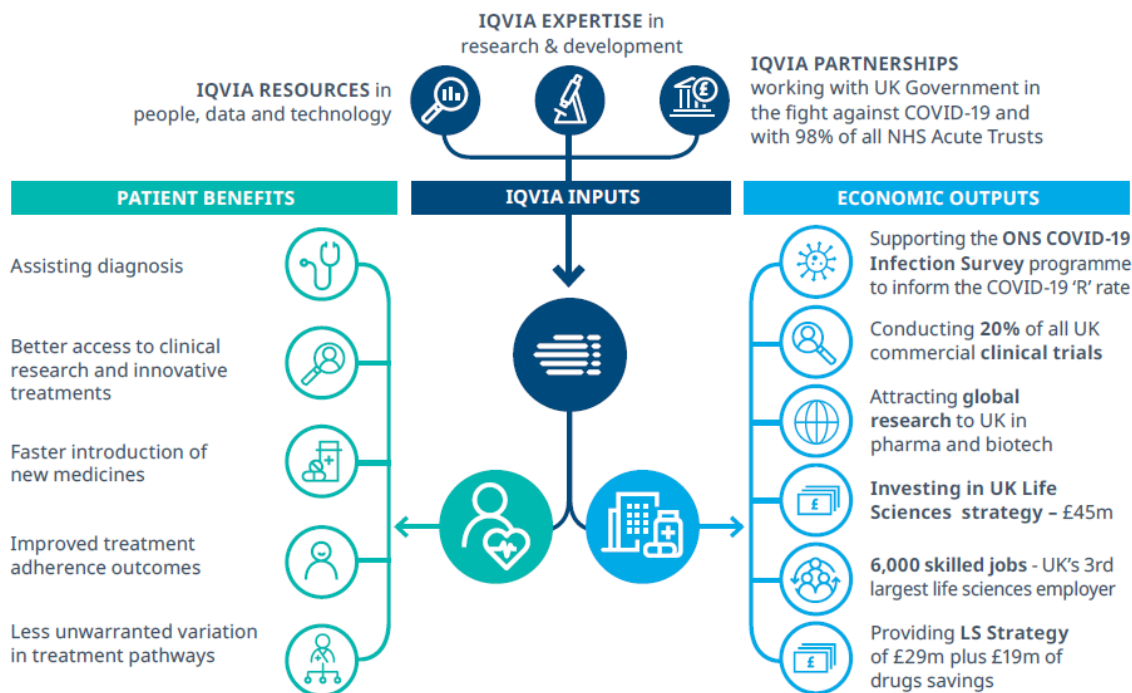 IQVIA EXPERTISE in
research & development
IQVIA RESOURCES in
people, data and technology
IQVIA PARTNERSHIPS
working with UK Government in
the fight against COVID-19 and
with 98% of all NHS Acute Trusts
PATIENT BENEFITS
Assisting diagnosis
Better access to clinical
research and innovative
treatments
Faster introduction of
new medicines
Improved treatment
adherence outcomes
Less unwarranted variation
in treatment pathways
IQVIA INPUTS
ECONOMIC OUTPUTS
Supporting the ONS COVID-19
Infection Survey programme
to inform the COVID-19 ‘R’ rate
Conducting 20% of all UK
commercial clinical trials
Attracting global
research to UK in
pharma and biotech
£
Investing in UK Life
Sciences strategy – £45m
6,000 skilled jobs - UK’s 3rd
largest life sciences employer
£
Providing LS Strategy
of £29m plus £19m of
drugs savings
£